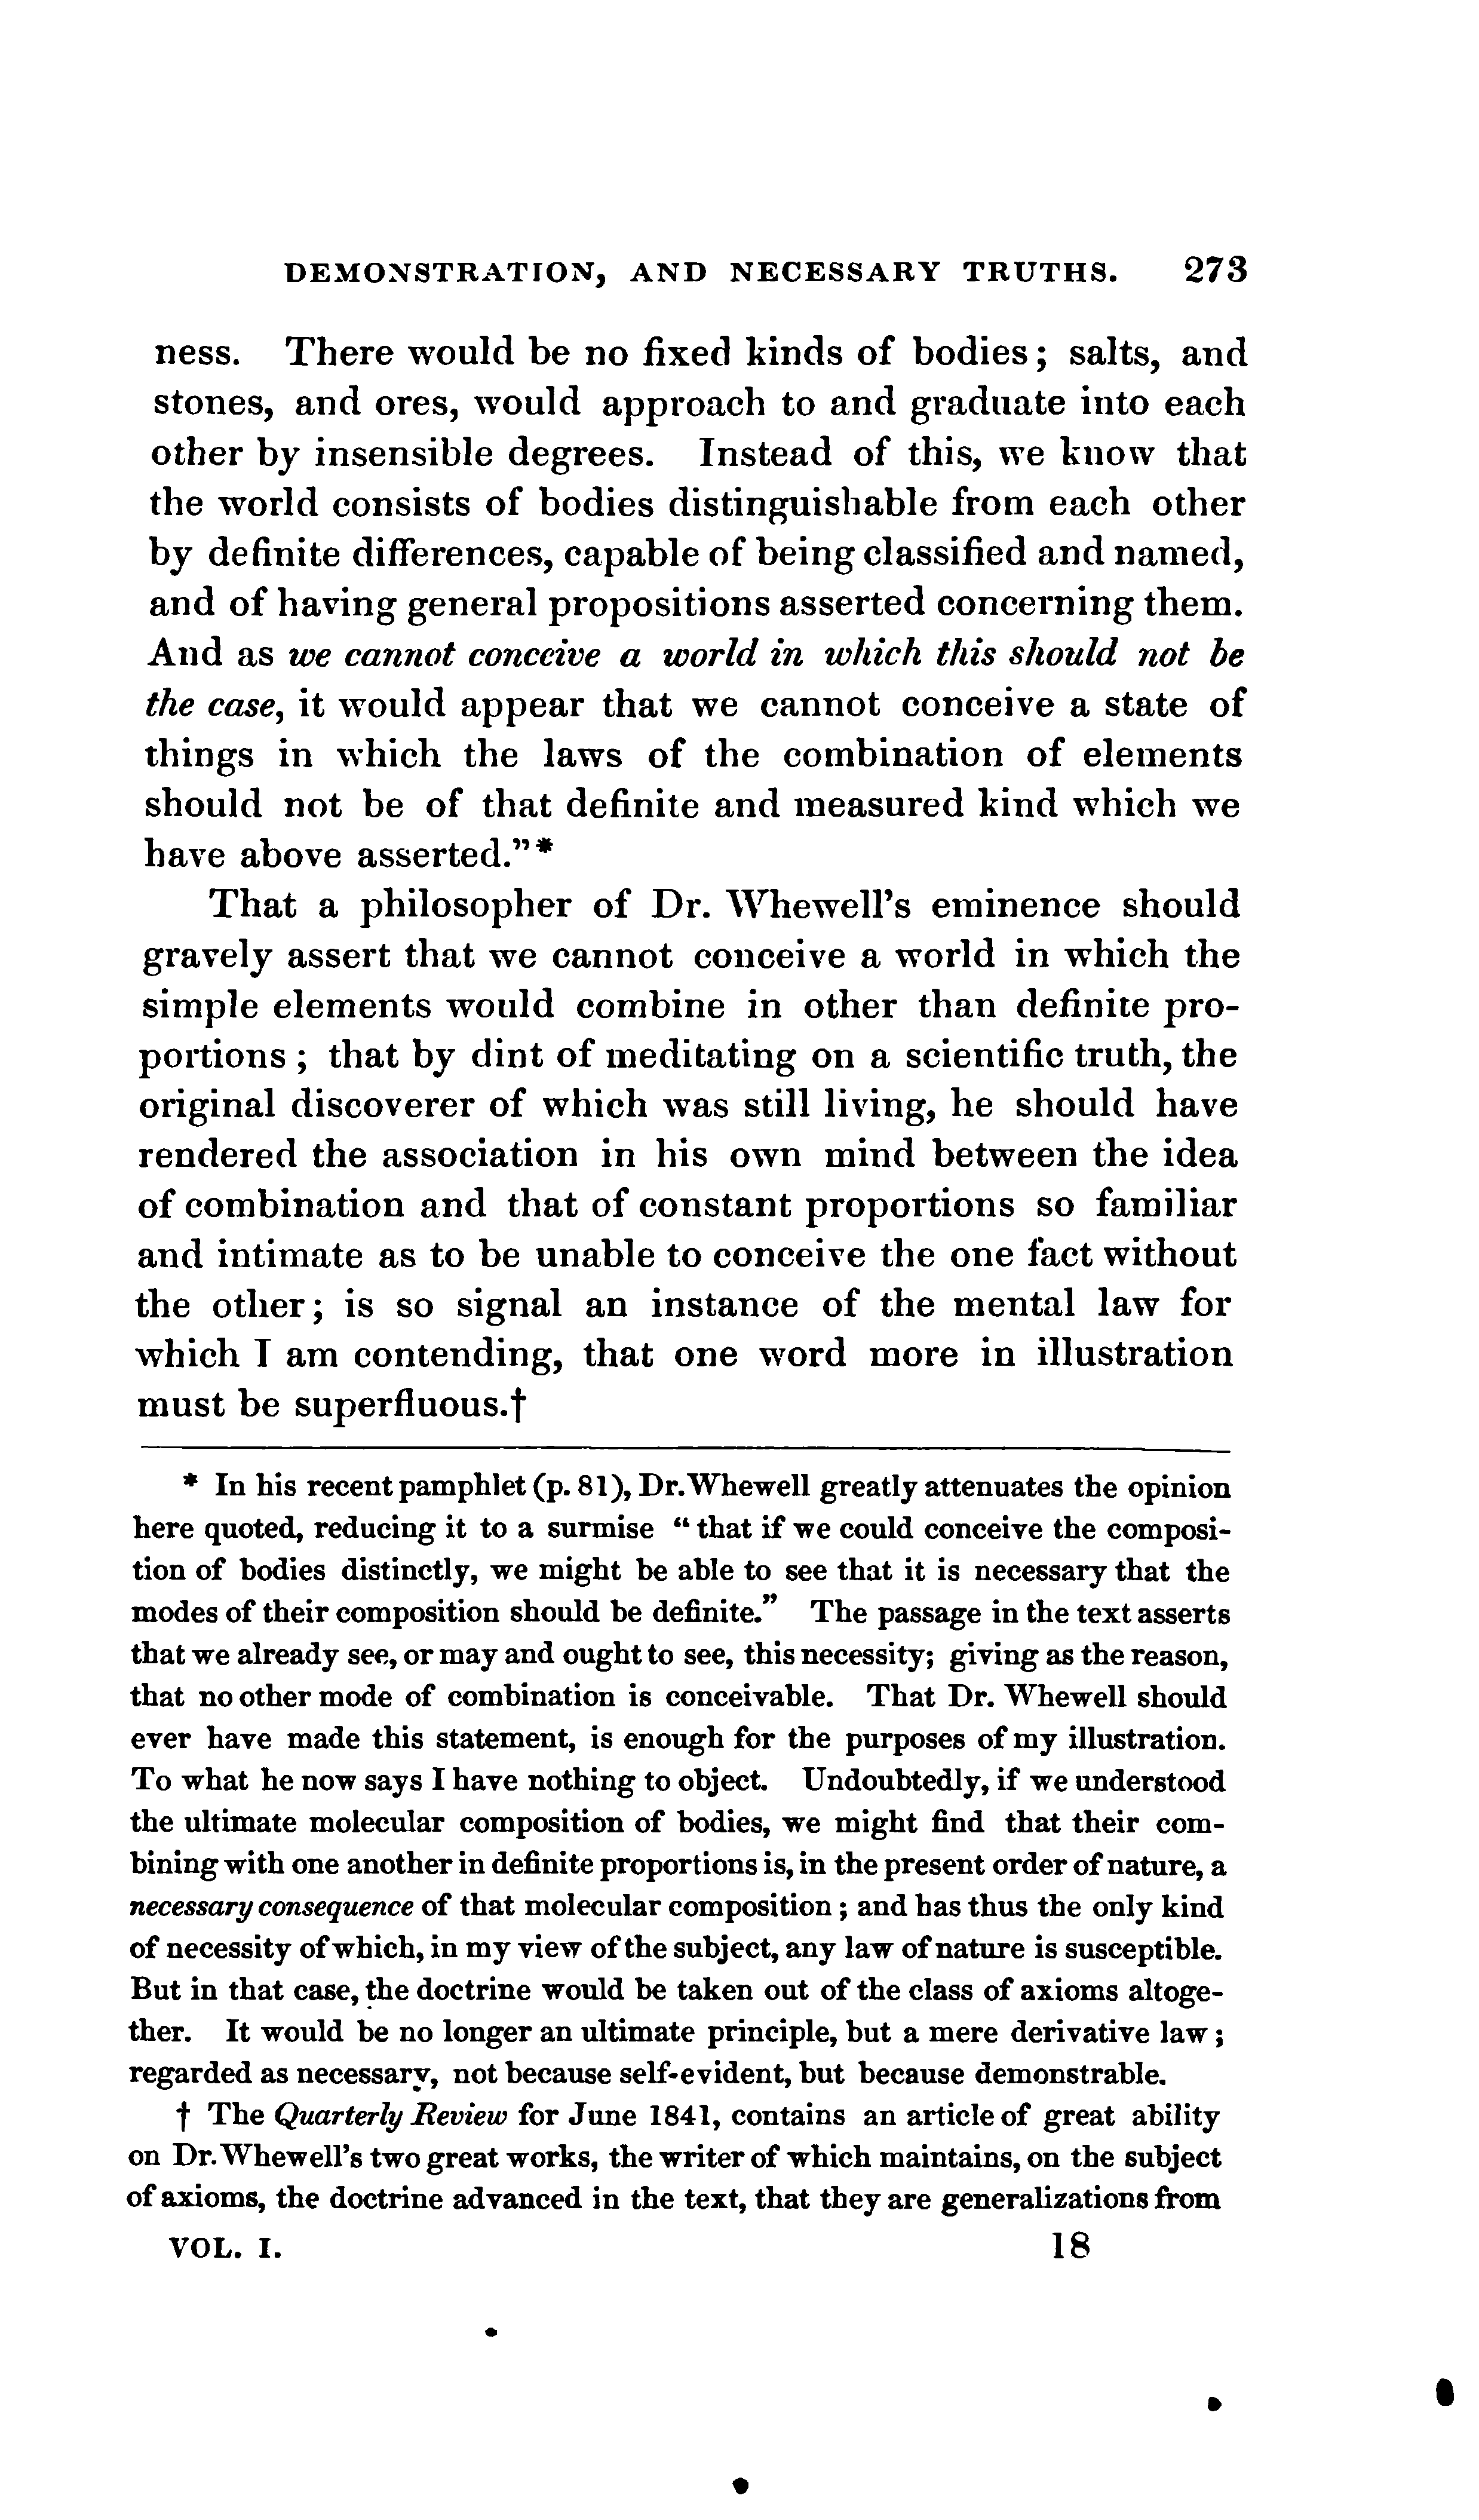 DEMONSTRATION, AND NECESSARY TRUTHS. 273
ness. There would be no fixed kinds of bodies; salts, and
stones, and ores, would approach to and graduate into each
other by insensible degrees. Instead of this, we know that
the world consists of bodies distinguishable from each other
by definite differences, capable of being classified and named,
and of having general propositions asserted concerning them.
And as we cannot conceive a world in which this should not be
the case, it would appear that we cannot conceive a state of
things in which the laws of the combination of elements
should not be of that definite and measured kind which we
have above asserted."*
That a philosopher of Dr. Whewell's eminence should
gravely assert that we cannot conceive a world in which the
simple elements would combine in other than definite pro-
portions; that by dint of meditating on a scientific truth, the
original discoverer of which was still living, he should have
rendered the association in his own mind between the idea
of combination and that of constant proportions so familiar
and intimate as to be unable to conceive the one fact without
the other; is so signal an instance of the mental law for
which I am contending, that one word more in illustration
must be superfluous.†
* In his recent pamphlet (p. 81), Dr. Whewell greatly attenuates the opinion
here quoted, reducing it to a surmise "that if we could conceive the composi-
tion of bodies distinctly, we might be able to see that it is necessary that the
modes of their composition should be definite." The passage in the text asserts
that we already see, or may and ought to see, this necessity; giving as the reason,
that no other mode of combination is conceivable. That Dr. Whewell should
ever have made this statement, is enough for the purposes of my illustration.
To what he now says I have nothing to object. Undoubtedly, if we understood
the ultimate molecular composition of bodies, we might find that their com-
bining with one another in definite proportions is, in the present order of nature, a
necessary consequence of that molecular composition; and has thus the only kind
of necessity of which, in my view of the subject, any law of nature is susceptible.
But in that case, the doctrine would be taken out of the class of axioms altoge-
ther. It would be no longer an ultimate principle, but a mere derivative law;
regarded as necessary, not because self-evident, but because demonstrable.
† The Quarterly Review for June 1841, contains an article of great ability
on Dr. Whewell's two great works, the writer of which maintains, on the subject
of axioms, the doctrine advanced in the text, that they are generalizations from
VOL. I. 18